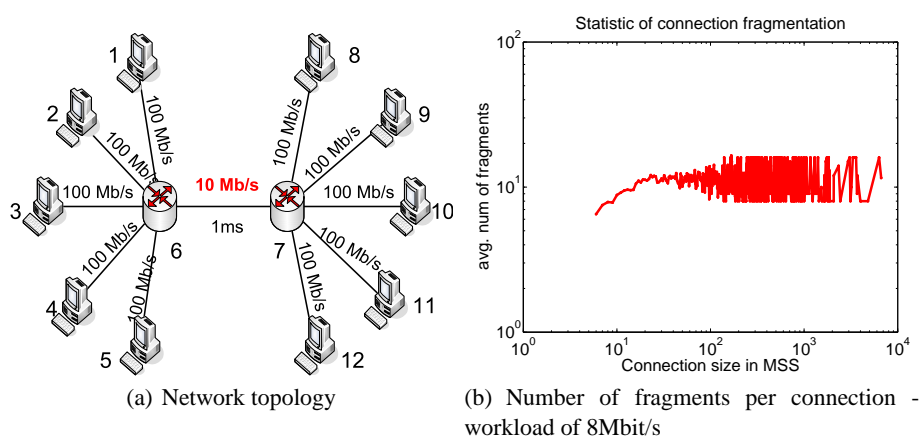 1
2
3
4
5
6
7
8
9
10
11
12
100 Mb/s
100 Mb/s
100 Mb/s
100 Mb/s
100 Mb/s
10 Mb/s
1ms
100 Mb/s
100 Mb/s
100 Mb/s
100 Mb/s
100 Mb/s
(a) Network topology
Statistic of connection fragmentation
avg. num of fragments
10^2
10^1
10^0
10^0 10^1 10^2 10^3 10^4
Connection size in MSS
(b) Number of fragments per connection -
workload of 8Mbit/s